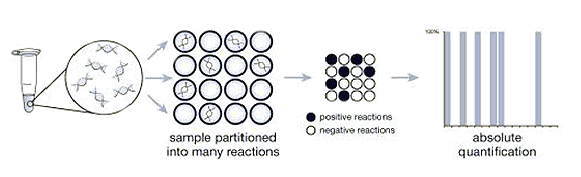 100%
sample partitioned
into many reactions
positive reactions
negative reactions
absolute
quantification